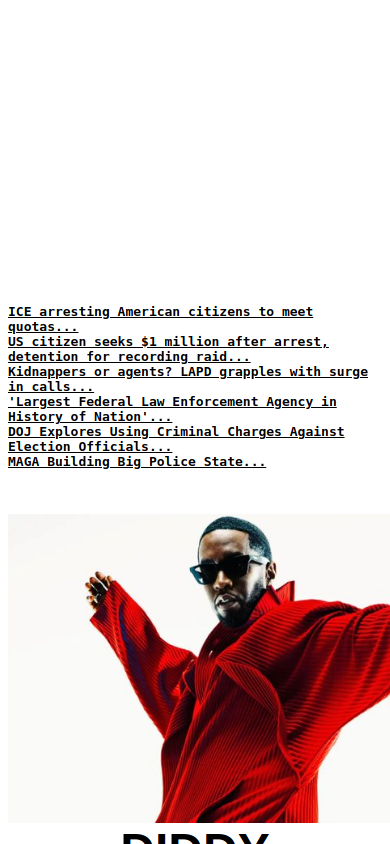 ICE arresting American citizens to meet
quotas...
US citizen seeks $1 million after arrest,
detention for recording raid...
Kidnappers or agents? LAPD grapples with surge
in calls...
'Largest Federal Law Enforcement Agency in
History of Nation'...
DOJ Explores Using Criminal Charges Against
Election Officials...
MAGA Building Big Police State...
DIDDY